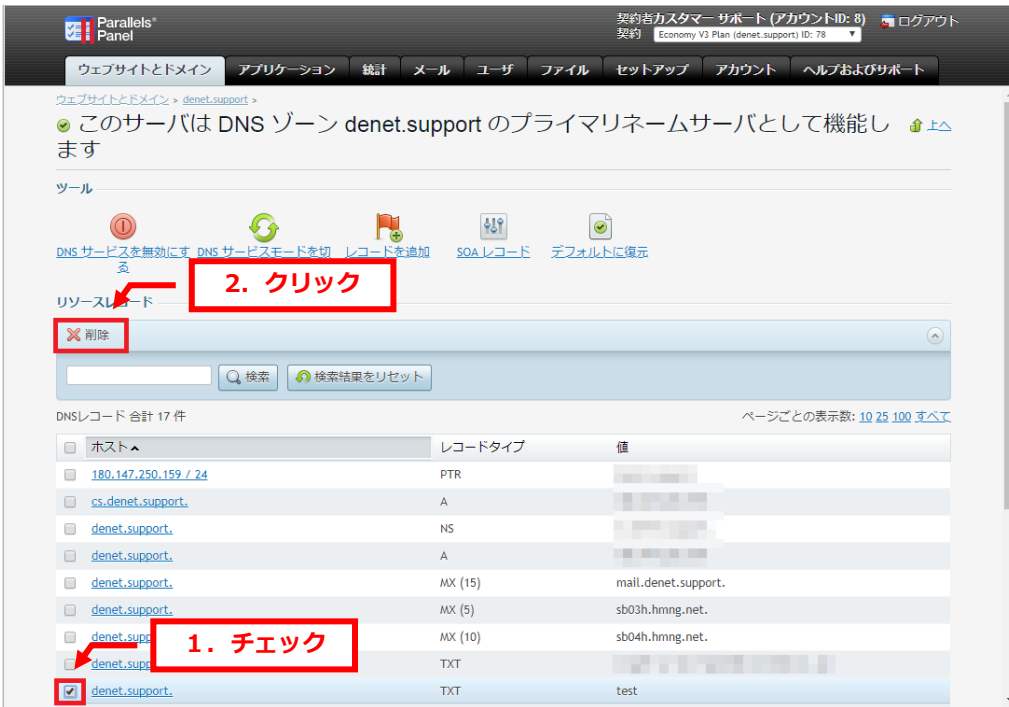 Parallels®
Panel
契約者カスタマー サポート (アカウントID: 8)
ログアウト
契約 Economy V3 Plan (denet.support) ID: 78
ウェブサイトとドメイン アプリケーション 統計 メール ユーザ ファイル セットアップ アカウント ヘルプおよびサポート
ウェブサイトとドメイン > denet.support >
このサーバは DNS ゾーン denet.support のプライマリネームサーバとして機能し
ます
上へ
ツール
DNS サービスを無効にす
る
DNS サービスモードを切
レコードを追加
SOA レコード
デフォルトに復元
2. クリック
リソースレコード
削除
検索 検索結果をリセット
DNSレコード 合計 17 件
ページごとの表示数: 10 25 100 すべて
ホスト レコードタイプ 値
180.147.250.159 / 24 PTR
cs.denet.support. A
denet.support. NS
denet.support. A
denet.support. MX (15) mail.denet.support.
denet.support. MX (5) sb03h.hmng.net.
denet.supp MX (10) sb04h.hmng.net.
1. チェック
denet.supp TXT
denet.support. TXT test